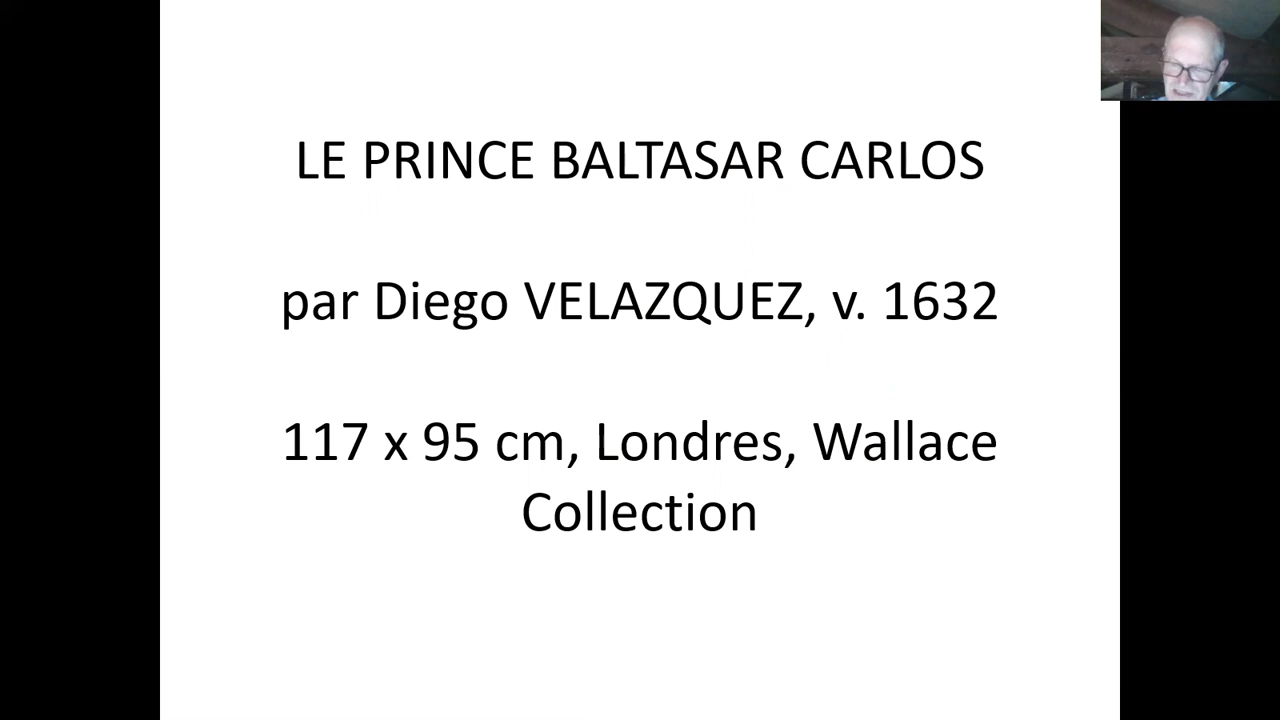 LE PRINCE BALTASAR CARLOS
par Diego VELAZQUEZ, v. 1632
117 x 95 cm, Londres, Wallace
Collection